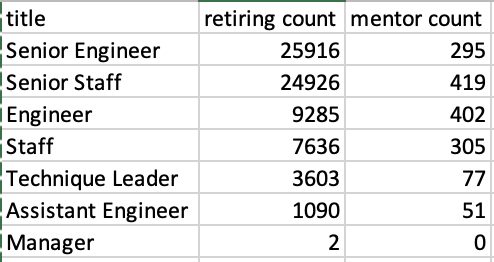 title retiring count mentor count
Senior Engineer 25916 295
Senior Staff 24926 419
Engineer 9285 402
Staff 7636 305
Technique Leader 3603 77
Assistant Engineer 1090 51
Manager 2 0